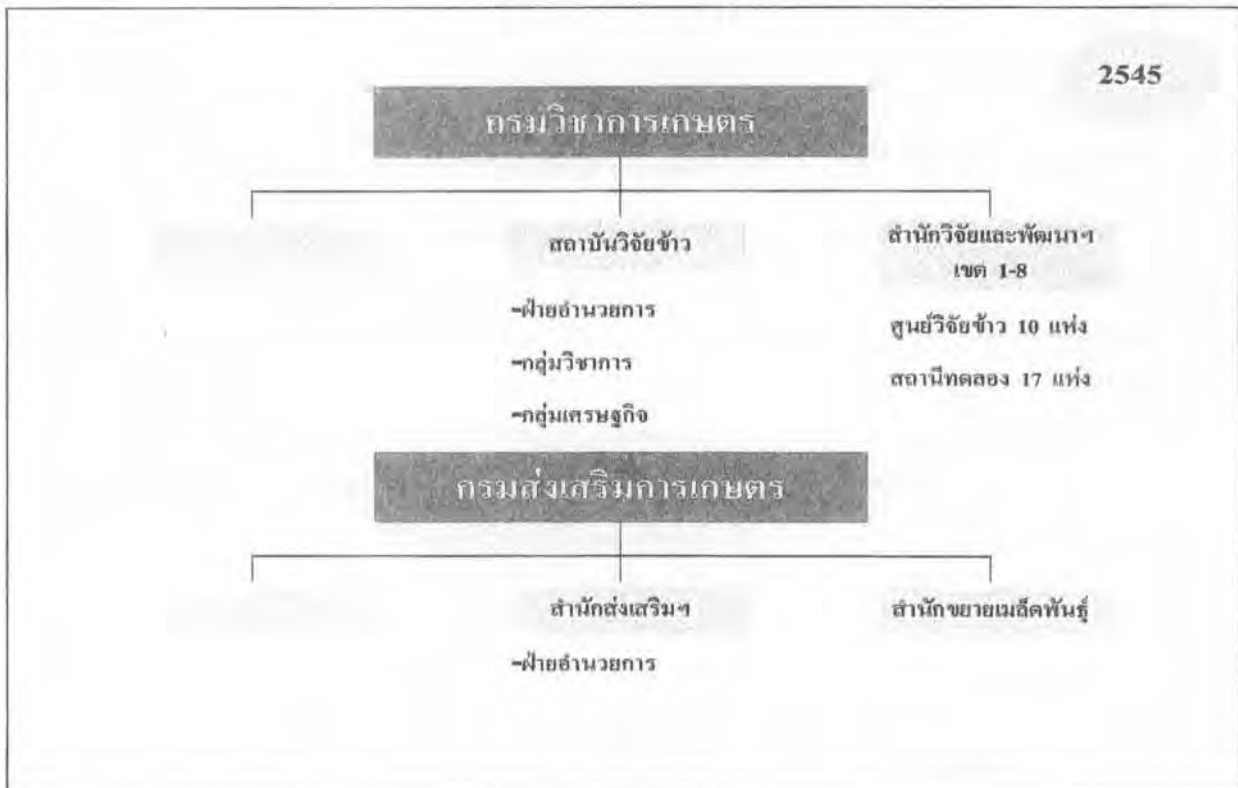 2545
กรมวิชาการเกษตร
สถาบันวิจัยข้าว
-ฝ่ายอำนวยการ
-กลุ่มวิชาการ
-กลุ่มเศรษฐกิจ
สำนักวิจัยและพัฒนาฯ
เขต 1-8
ศูนย์วิจัยข้าว 10 แห่ง
สถานีทดลอง 17 แห่ง
กรมส่งเสริมการเกษตร
สำนักส่งเสริมฯ
-ฝ่ายอำนวยการ
สำนักขยายเมล็ดพันธุ์